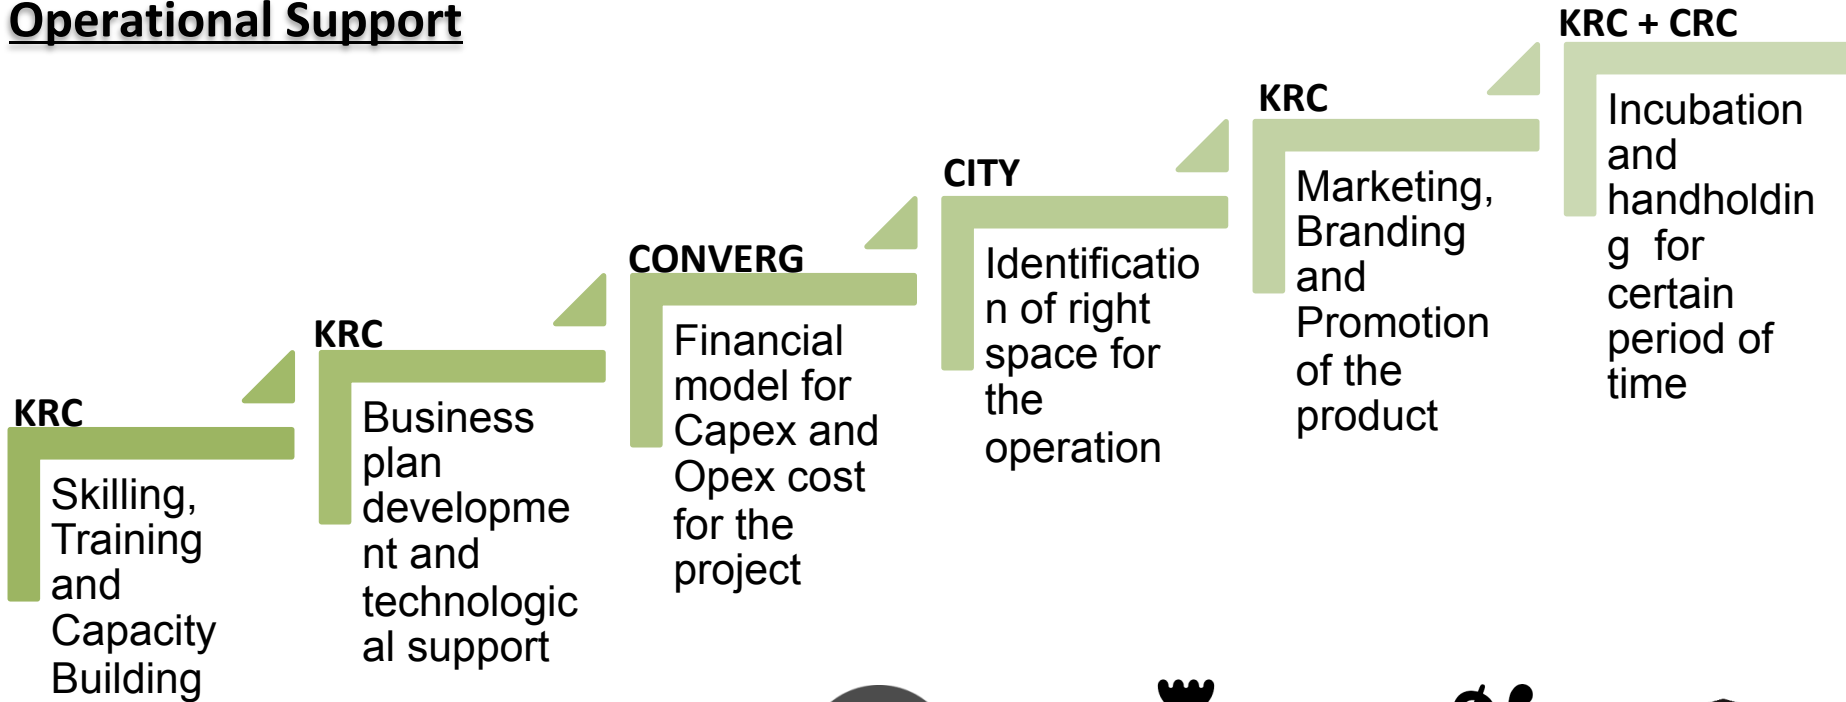 Operational Support
KRC
Skilling,
Training
and
Capacity
Building
KRC
Business
plan
developme
nt and
technologic
al support
CONVERG
Financial
model for
Capex and
Opex cost
for the
project
CITY
Identificatio
n of right
space for
the
operation
KRC
Marketing,
Branding
and
Promotion
of the
product
KRC + CRC
Incubation
and
handholdin
g for
certain
period of
time